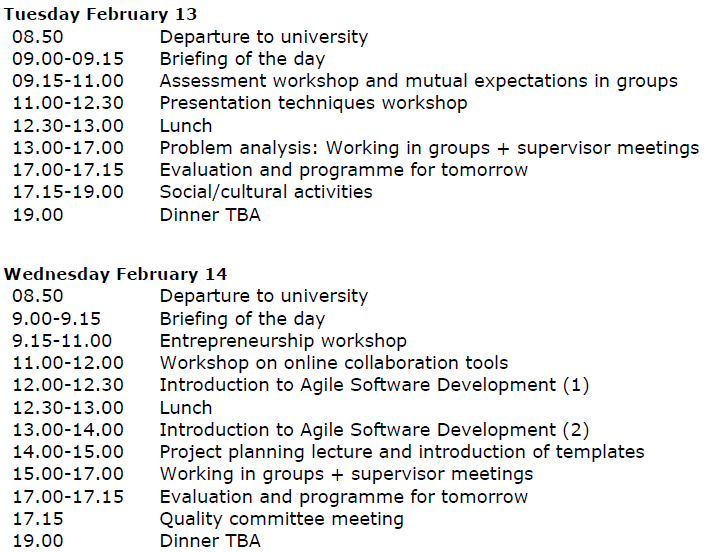 Tuesday February 13
08.50 Departure to university
09.00-09.15 Briefing of the day
09.15-11.00 Assessment workshop and mutual expectations in groups
11.00-12.30 Presentation techniques workshop
12.30-13.00 Lunch
13.00-17.00 Problem analysis: Working in groups + supervisor meetings
17.00-17.15 Evaluation and programme for tomorrow
17.15-19.00 Social/cultural activities
19.00 Dinner TBA
Wednesday February 14
08.50 Departure to university
9.00-9.15 Briefing of the day
9.15-11.00 Entrepreneurship workshop
11.00-12.00 Workshop on online collaboration tools
12.00-12.30 Introduction to Agile Software Development (1)
12.30-13.00 Lunch
13.00-14.00 Introduction to Agile Software Development (2)
14.00-15.00 Project planning lecture and introduction of templates
15.00-17.00 Working in groups + supervisor meetings
17.00-17.15 Evaluation and programme for tomorrow
17.15 Quality committee meeting
19.00 Dinner TBA